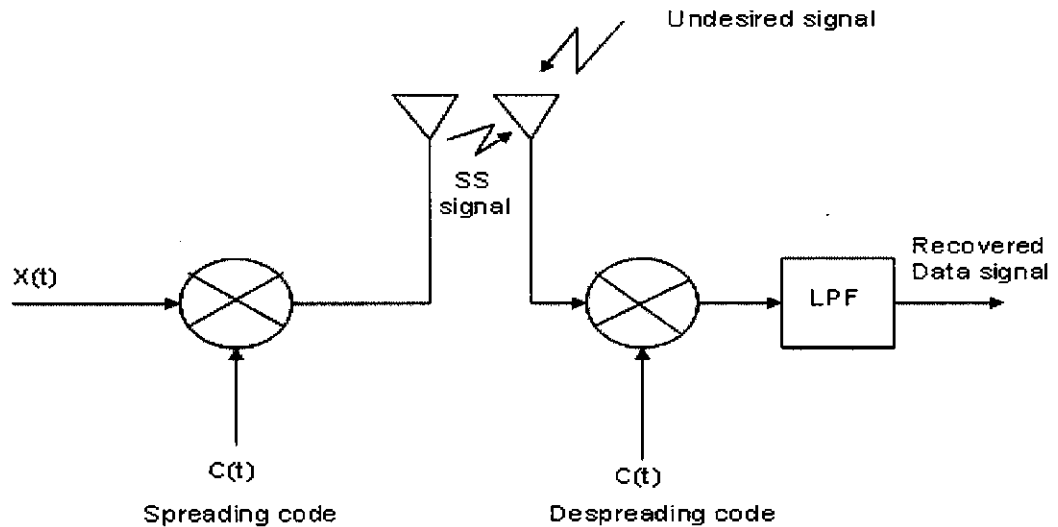 Undesired signal
SS
signal
X(t)
Recovered
Data signal
LPF
C(t)
C(t)
Spreading code
Despreading code